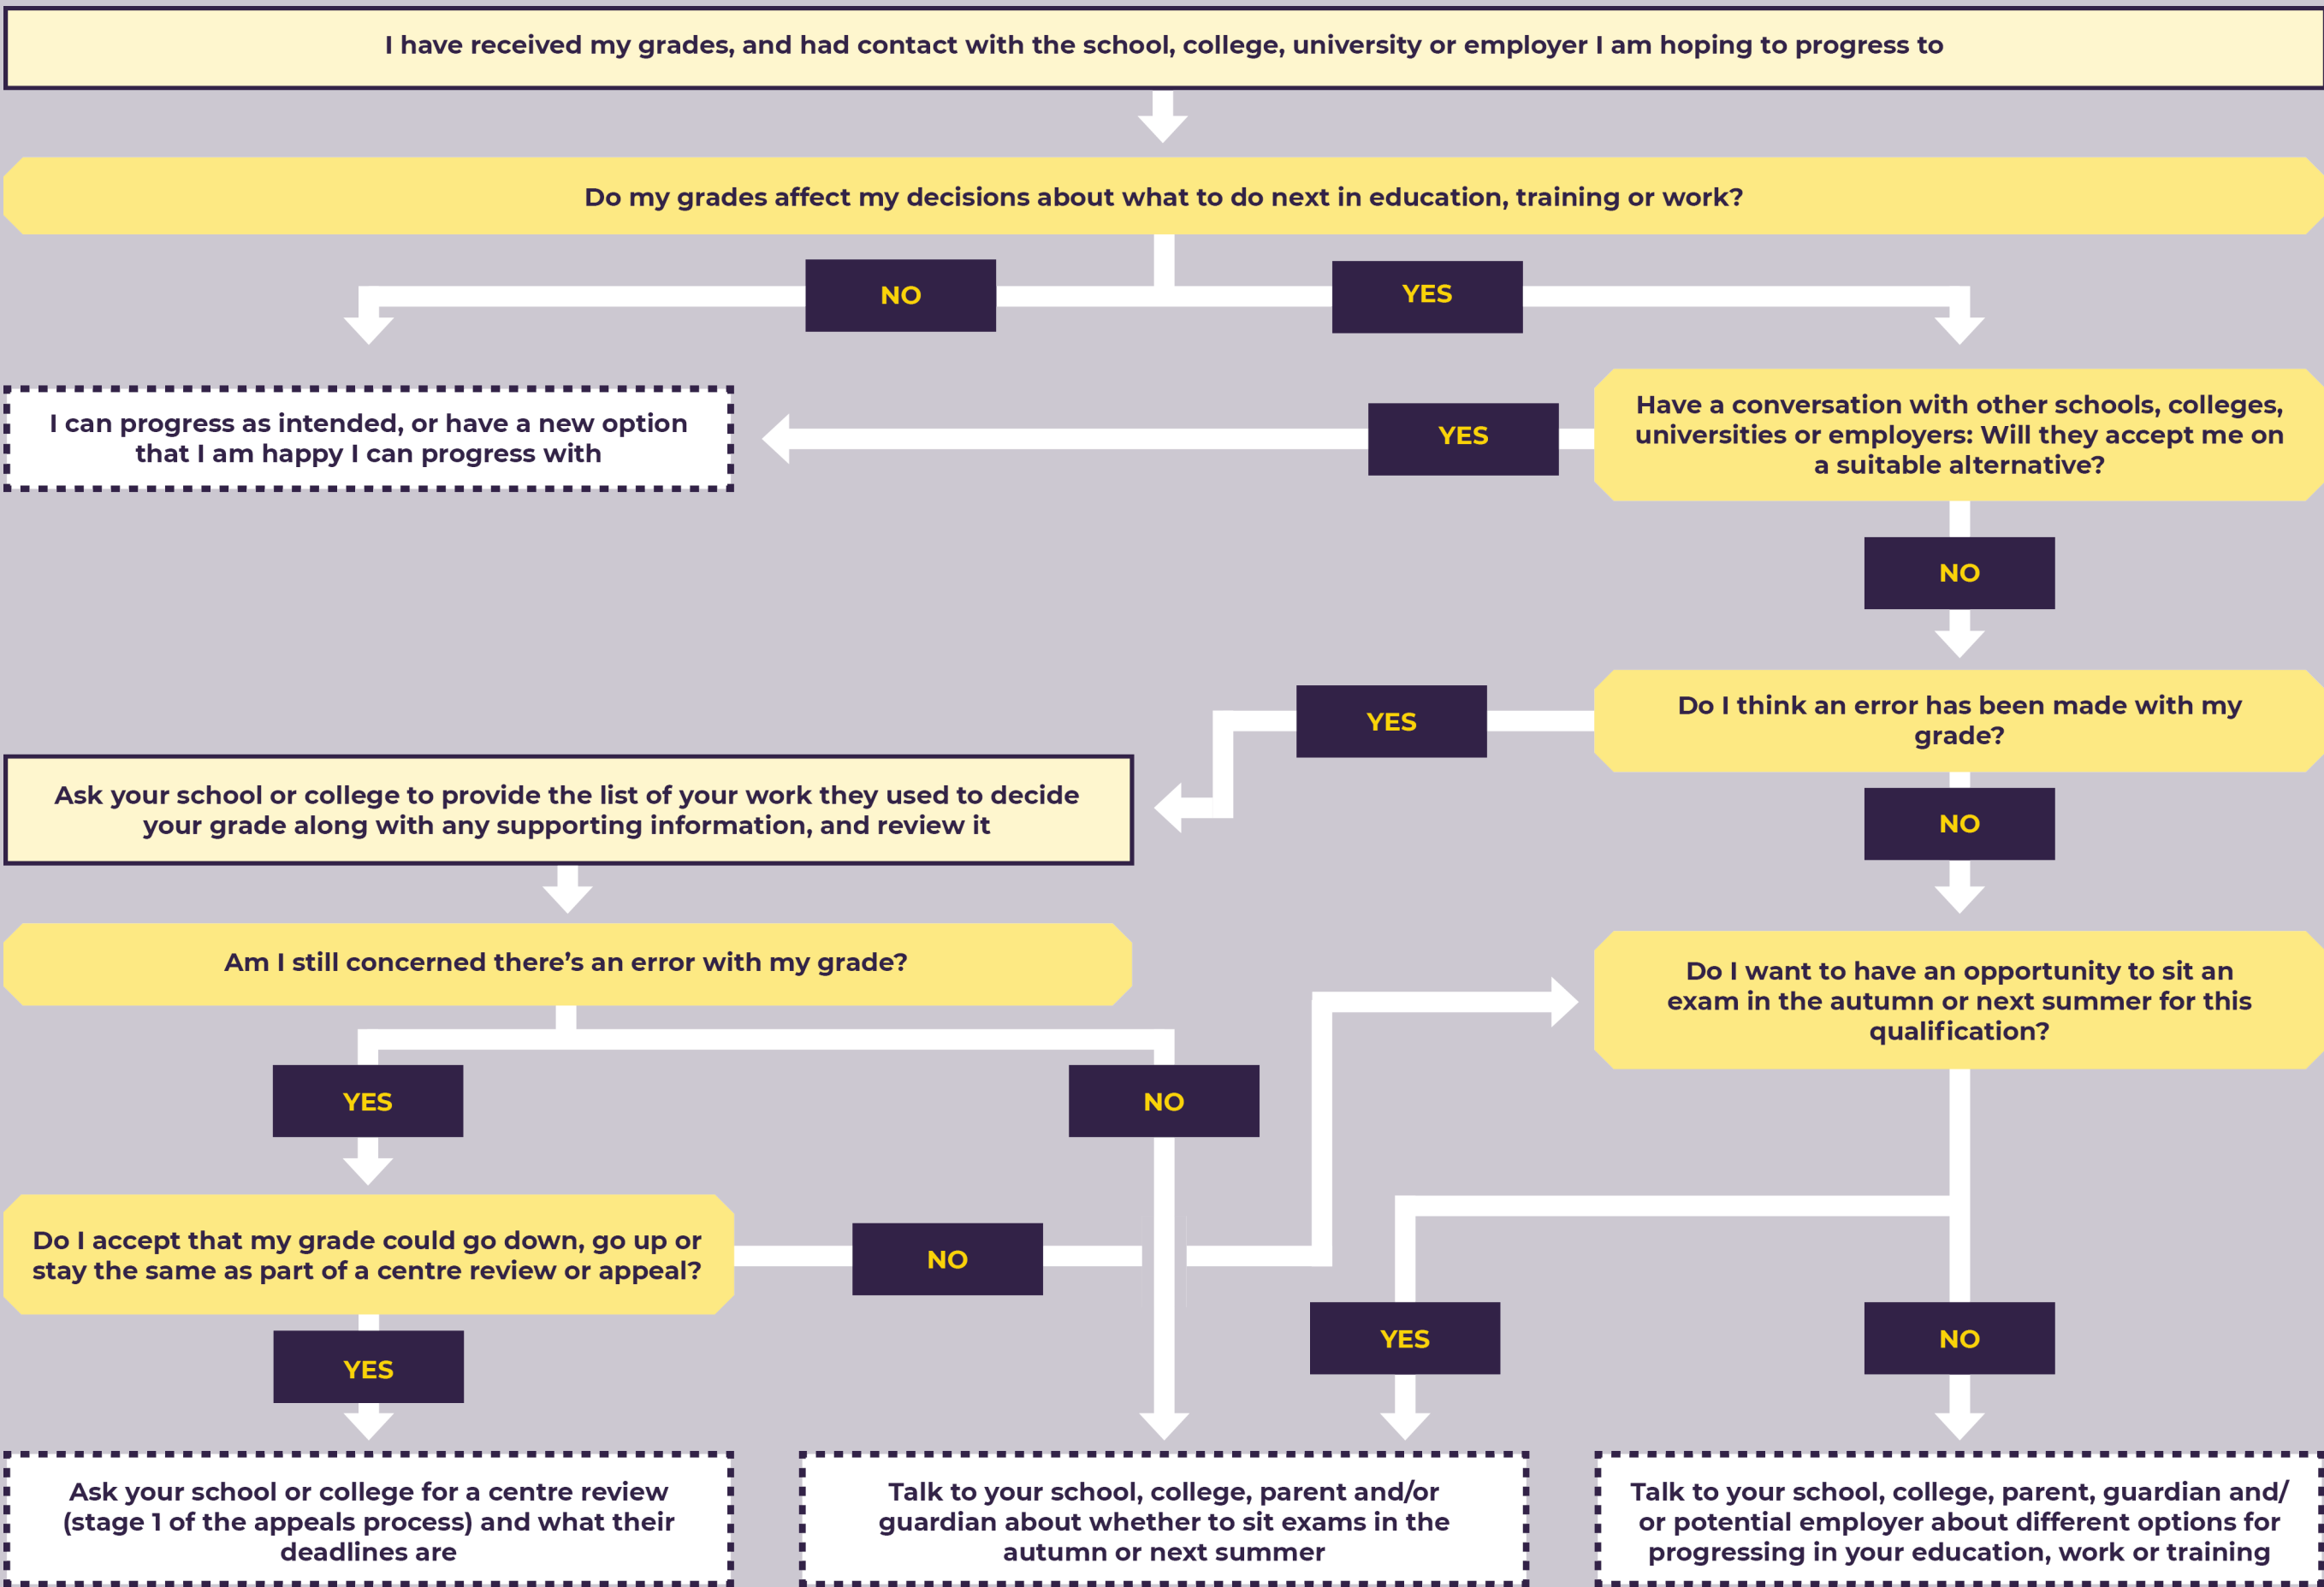 I have received my grades, and had contact with the school, college, university or employer I am hoping to progress to
Do my grades affect my decisions about what to do next in education, training or work?
NO
YES
I can progress as intended, or have a new option
that I am happy I can progress with
YES
Have a conversation with other schools, colleges,
universities or employers: Will they accept me on
a suitable alternative?
NO
YES
Do I think an error has been made with my
grade?
Ask your school or college to provide the list of your work they used to decide
your grade along with any supporting information, and review it
NO
Am I still concerned there’s an error with my grade?
Do I want to have an opportunity to sit an
exam in the autumn or next summer for this
qualification?
YES
NO
Do I accept that my grade could go down, go up or
stay the same as part of a centre review or appeal?
NO
YES
YES
NO
Ask your school or college for a centre review
(stage 1 of the appeals process) and what their
deadlines are
Talk to your school, college, parent and/or
guardian about whether to sit exams in the
autumn or next summer
Talk to your school, college, parent, guardian and/
or potential employer about different options for
progressing in your education, work or training